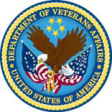 DEPARTMENT OF VETERANS AFFAIRS
UNITED STATES OF AMERICA